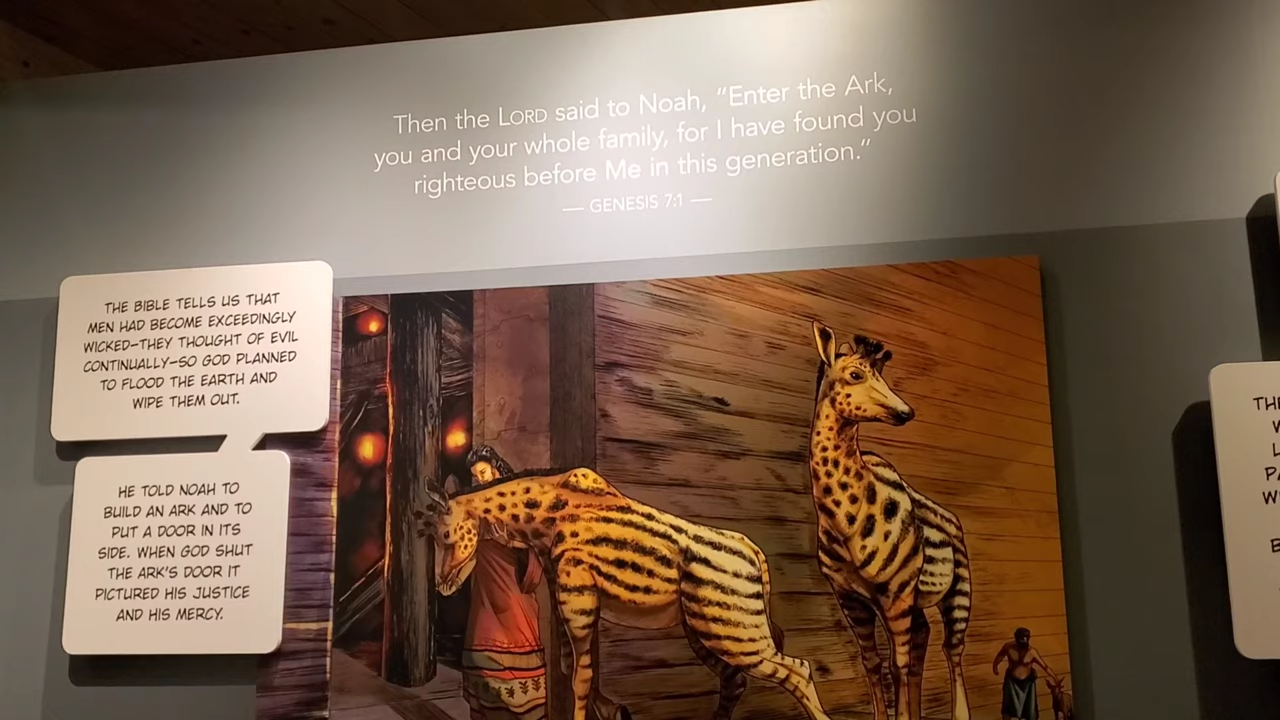 Then the LORD said to Noah, “Enter the Ark,
you and your whole family, for I have found you
righteous before Me in this generation.”
— GENESIS 7:1 —
THE BIBLE TELLS US THAT
MEN HAD BECOME EXCEEDINGLY
WICKED—THEY THOUGHT OF EVIL
CONTINUALLY—SO GOD PLANNED
TO FLOOD THE EARTH AND
WIPE THEM OUT.
HE TOLD NOAH TO
BUILD AN ARK AND TO
PUT A DOOR IN ITS
SIDE. WHEN GOD SHUT
THE ARK'S DOOR IT
PICTURED HIS JUSTICE
AND HIS MERCY.